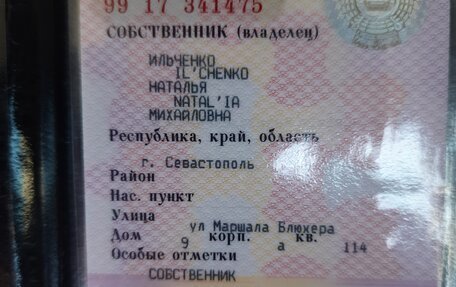 99 17 341475
СОБСТВЕННИК (владелец)
ИЛЬЧЕНКО
IL'CHENKO
НАТАЛЬЯ
NATAL'IA
МИХАЙЛОВНА
Республика, край, область
г. Севастополь
Район
Нас. пункт
Улица
ул Маршала Блюхера
Дом 9 корп. а кв. 114
Особые отметки
СОБСТВЕННИК